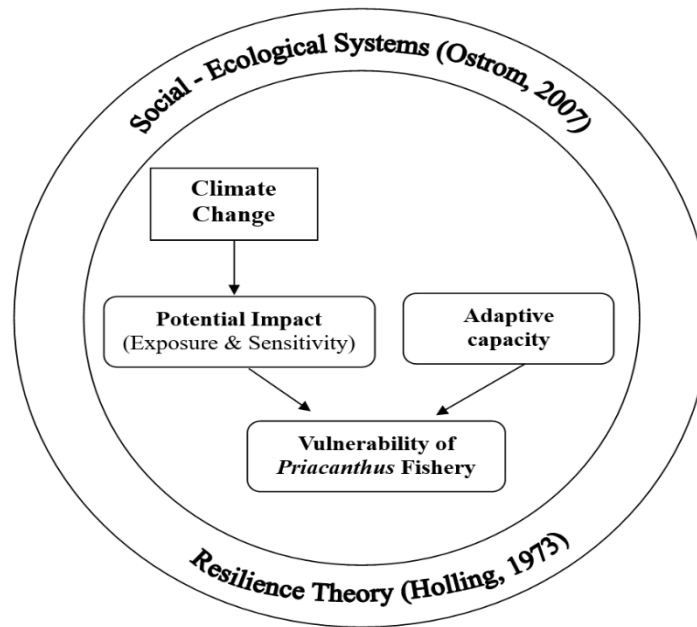 Social - Ecological Systems (Ostrom, 2007)
Climate
Change
Potential Impact
(Exposure & Sensitivity)
Adaptive
capacity
Vulnerability of
Priacanthus Fishery
Resilience Theory (Holling, 1973)